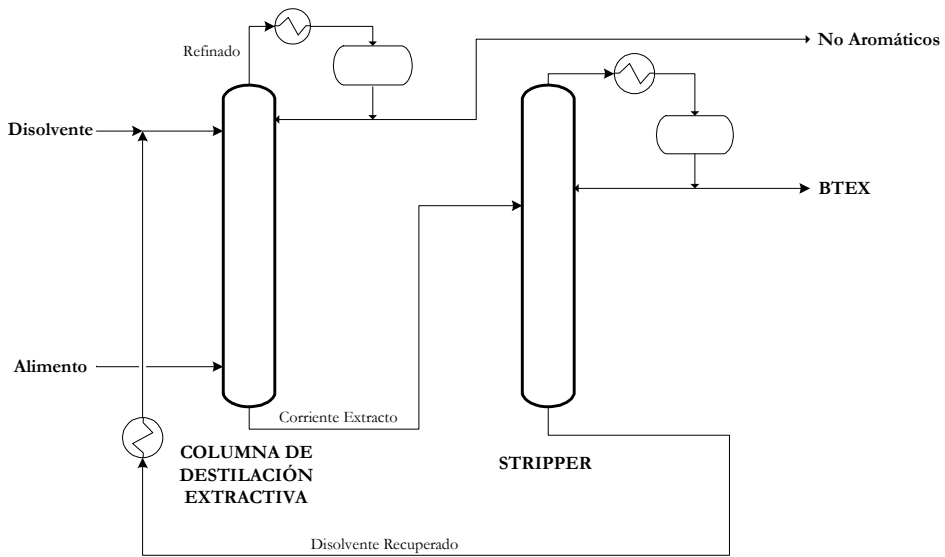 Refinado
No Aromáticos
Disolvente
BTEX
Alimento
Corriente Extracto
COLUMNA DE
DESTILACIÓN
EXTRACTIVA
STRIPPER
Disolvente Recuperado